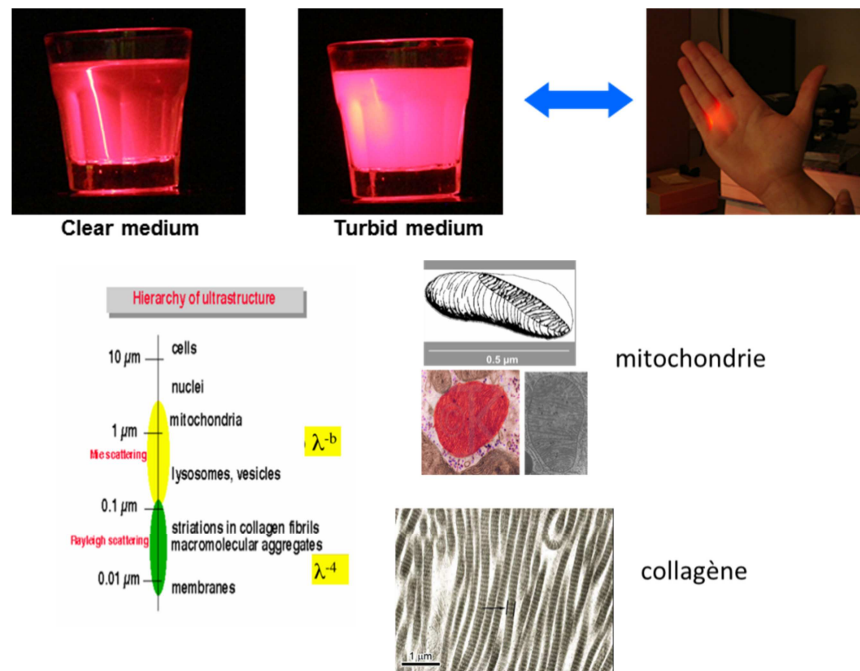 Clear medium
Turbid medium
Hierarchy of ultrastructure
10 µm
cells
nuclei
mitochondria
1 µm
Mie scattering
λ-b
lysosomes, vesicles
0.1 µm
striations in collagen fibrils
Rayleigh scattering
macromolecular aggregates
λ-4
0.01 µm
membranes
0.5 µm
mitochondrie
collagène
1 µm